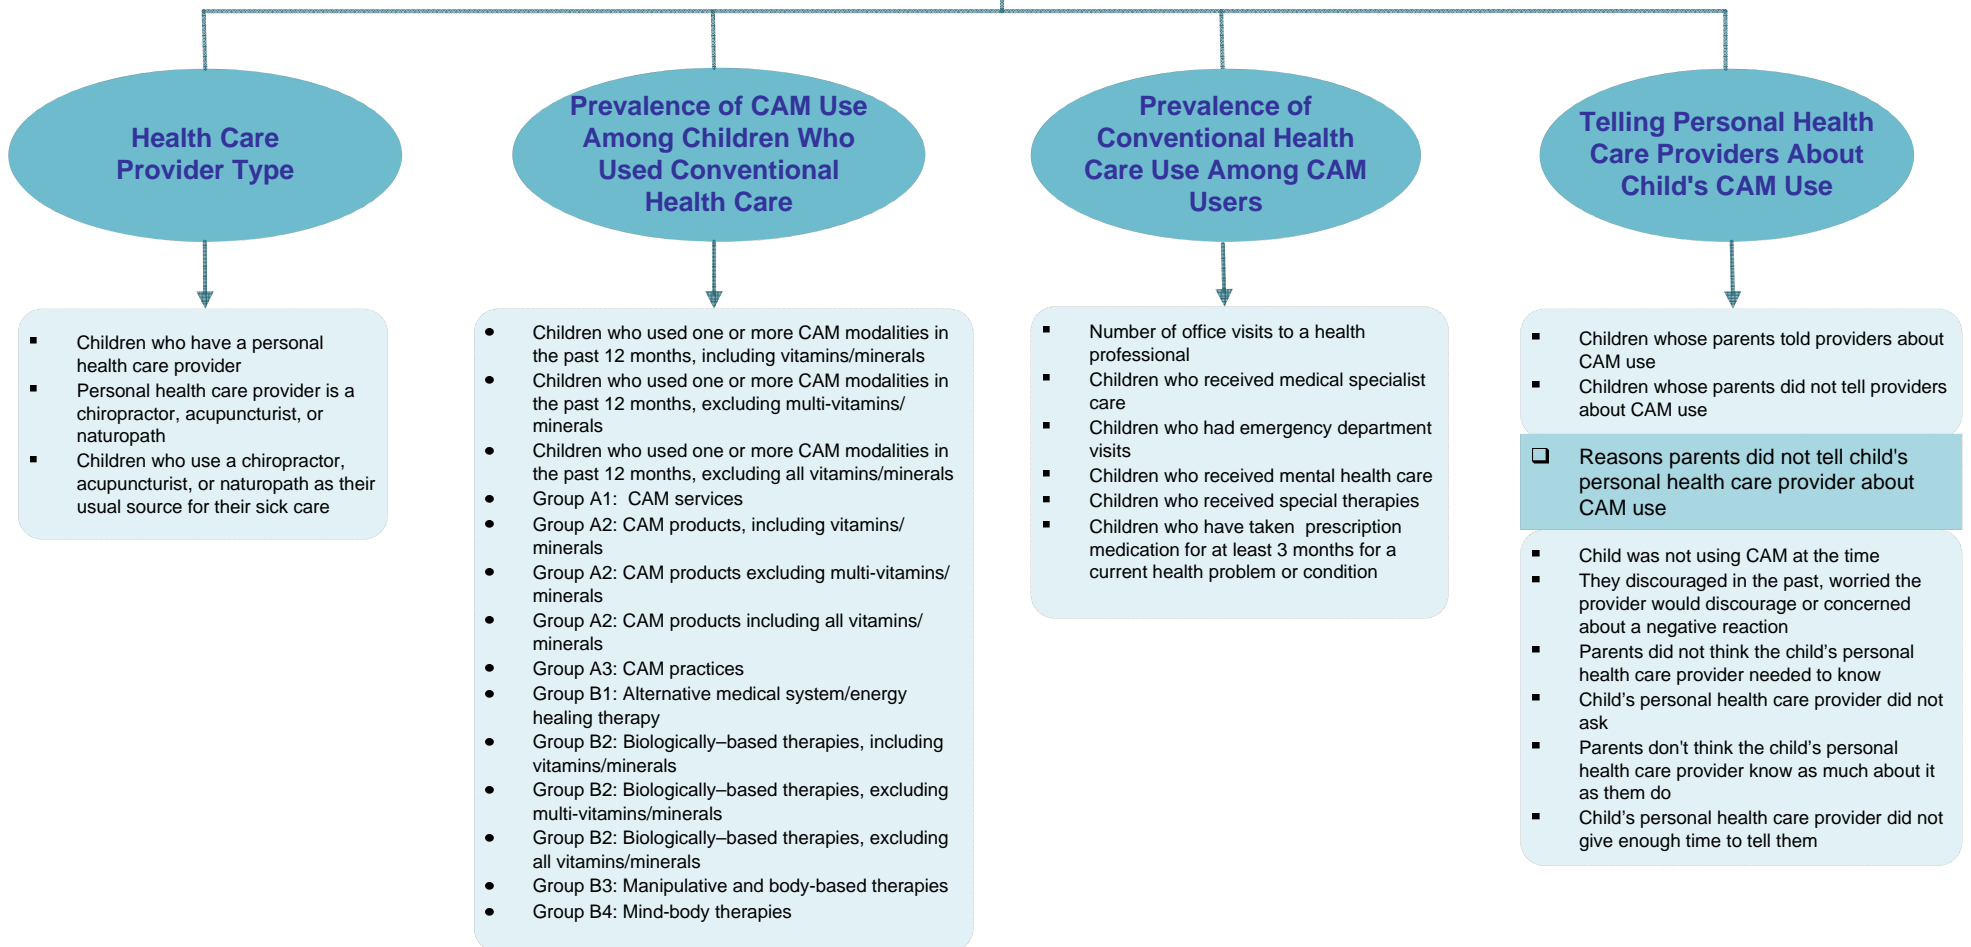 Health Care
Provider Type
■ Children who have a personal
health care provider
■ Personal health care provider is a
chiropractor, acupuncturist, or
naturopath
■ Children who use a chiropractor,
acupuncturist, or naturopath as their
usual source for their sick care
Prevalence of CAM Use
Among Children Who
Used Conventional
Health Care
● Children who used one or more CAM modalities in
the past 12 months, including vitamins/minerals
● Children who used one or more CAM modalities in
the past 12 months, excluding multi-vitamins/
minerals
● Children who used one or more CAM modalities in
the past 12 months, excluding all vitamins/minerals
● Group A1: CAM services
● Group A2: CAM products, including vitamins/
minerals
● Group A2: CAM products excluding multi-vitamins/
minerals
● Group A2: CAM products including all vitamins/
minerals
● Group A3: CAM practices
● Group B1: Alternative medical system/energy
healing therapy
● Group B2: Biologically–based therapies, including
vitamins/minerals
● Group B2: Biologically–based therapies, excluding
multi-vitamins/minerals
● Group B2: Biologically–based therapies, excluding
all vitamins/minerals
● Group B3: Manipulative and body-based therapies
● Group B4: Mind-body therapies
Prevalence of
Conventional Health
Care Use Among CAM
Users
■ Number of office visits to a health
professional
■ Children who received medical specialist
care
■ Children who had emergency department
visits
■ Children who received mental health care
■ Children who received special therapies
■ Children who have taken prescription
medication for at least 3 months for a
current health problem or condition
Telling Personal Health
Care Providers About
Child's CAM Use
■ Children whose parents told providers about
CAM use
■ Children whose parents did not tell providers
about CAM use
❑ Reasons parents did not tell child's
personal health care provider about
CAM use
■ Child was not using CAM at the time
■ They discouraged in the past, worried the
provider would discourage or concerned
about a negative reaction
■ Parents did not think the child’s personal
health care provider needed to know
■ Child’s personal health care provider did not
ask
■ Parents don't think the child’s personal
health care provider know as much about it
as them do
■ Child’s personal health care provider did not
give enough time to tell them